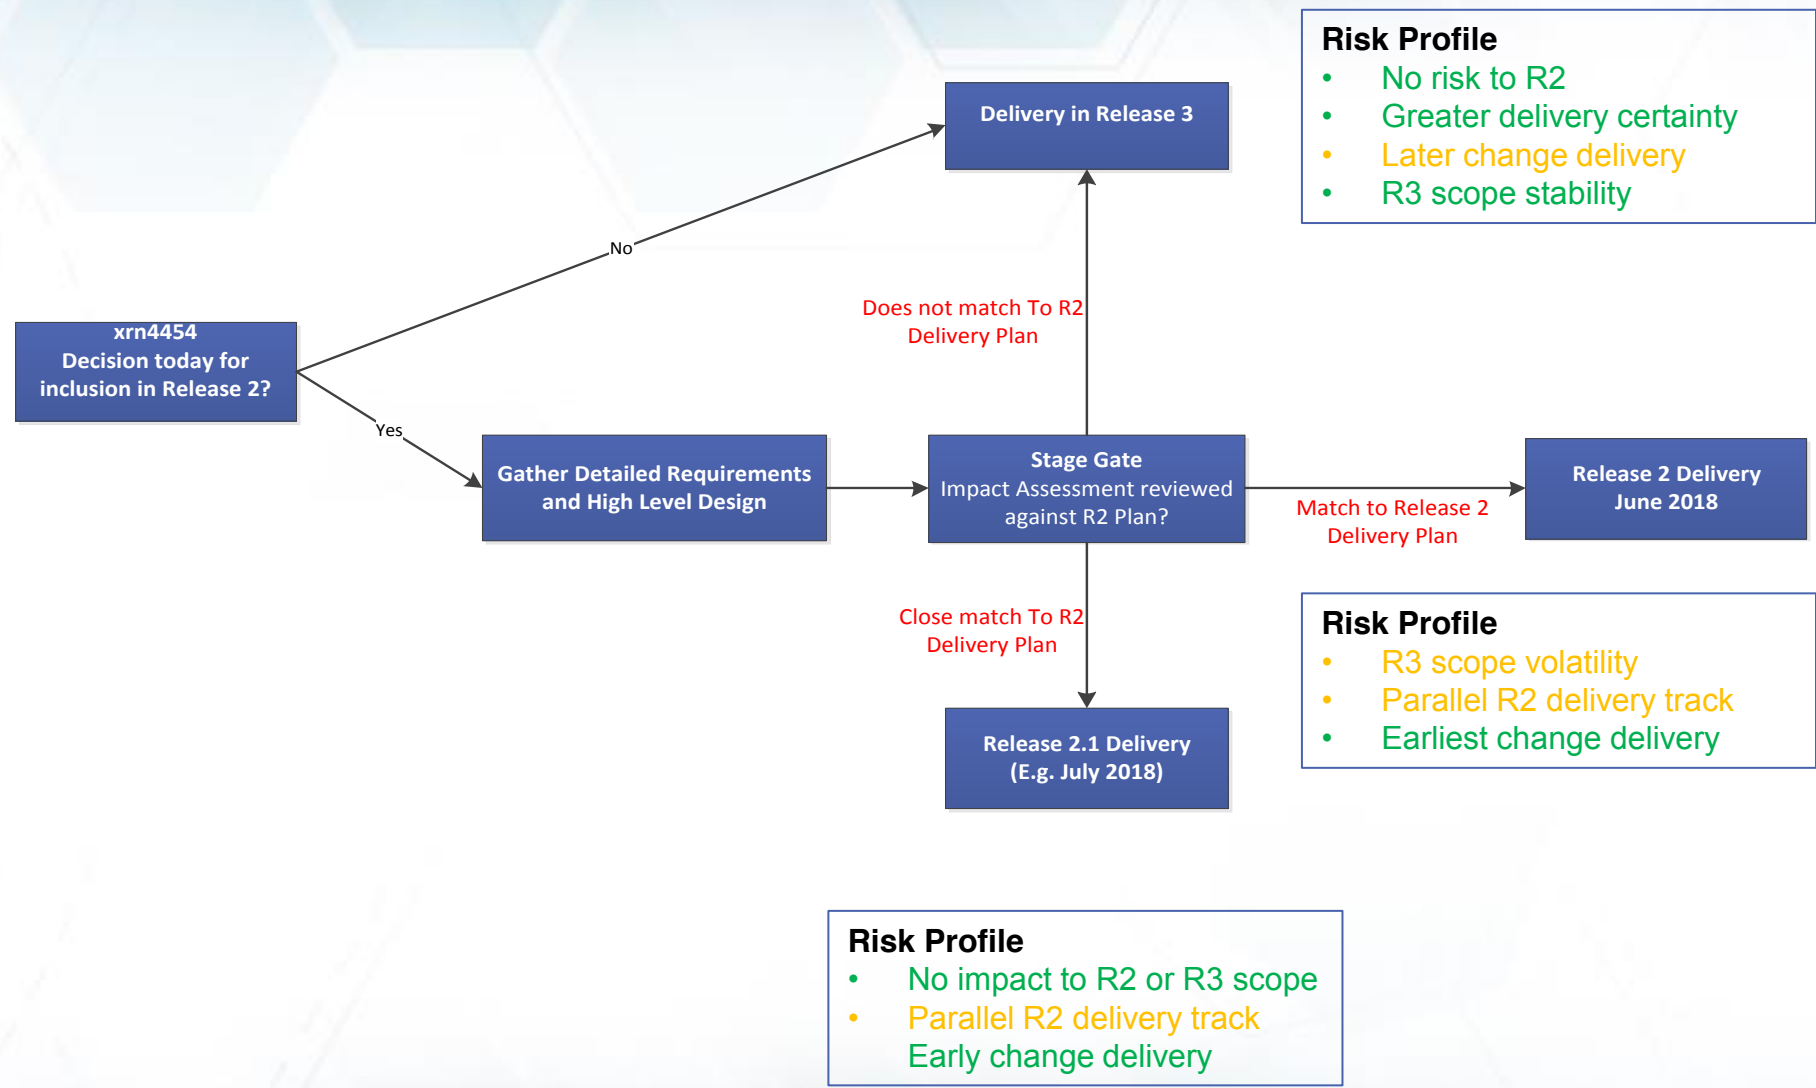 Risk Profile
• No risk to R2
• Greater delivery certainty
• Later change delivery
• R3 scope stability
Delivery in Release 3
No
Does not match To R2
Delivery Plan
xrn4454
Decision today for
inclusion in Release 2?
Yes
Gather Detailed Requirements
and High Level Design
Stage Gate
Impact Assessment reviewed
against R2 Plan?
Match to Release 2
Delivery Plan
Release 2 Delivery
June 2018
Close match To R2
Delivery Plan
Risk Profile
• R3 scope volatility
• Parallel R2 delivery track
• Earliest change delivery
Release 2.1 Delivery
(E.g. July 2018)
Risk Profile
• No impact to R2 or R3 scope
• Parallel R2 delivery track
Early change delivery